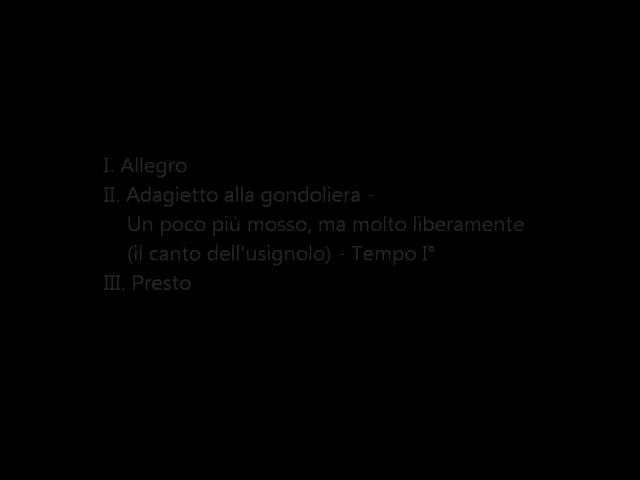 I. Allegro
II. Adagietto alla gondoliera -
Un poco più mosso, ma molto liberamente
(il canto dell'usignolo) - Tempo I°
III. Presto